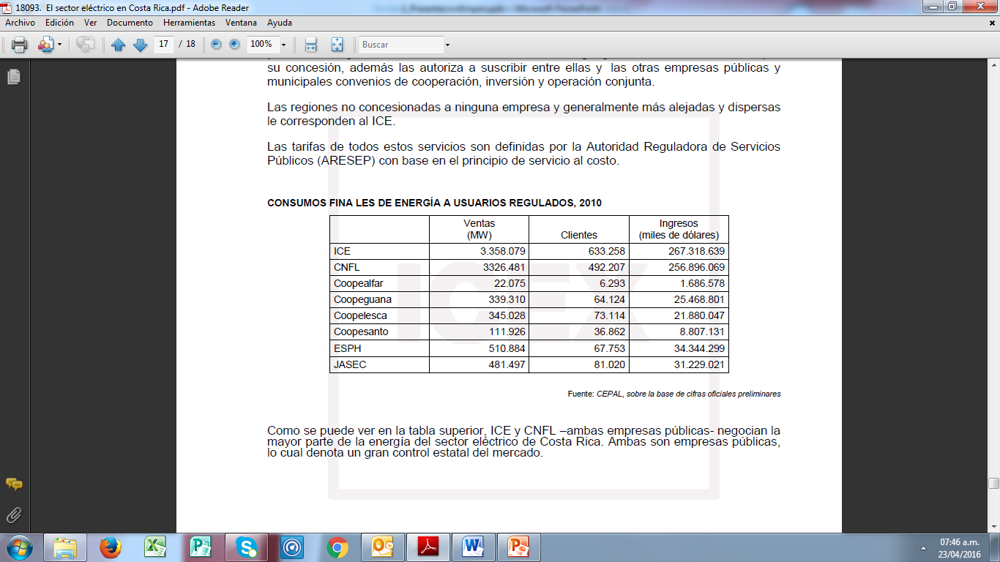 18093. El sector eléctrico en Costa Rica.pdf - Adobe Reader
Archivo Edición Ver Documento Herramientas Ventana Ayuda
17 / 18 100% Buscar
su concesión, además las autoriza a suscribir entre ellas y las otras empresas públicas y
municipales convenios de cooperación, inversión y operación conjunta.
Las regiones no concesionadas a ninguna empresa y generalmente más alejadas y dispersas
le corresponden al ICE.
Las tarifas de todos estos servicios son definidas por la Autoridad Reguladora de Servicios
Públicos (ARESEP) con base en el principio de servicio al costo.
CONSUMOS FINA LES DE ENERGÍA A USUARIOS REGULADOS, 2010
Ventas (MW) Clientes Ingresos (miles de dólares)
ICE 3.358.079 633.258 267.318.639
CNFL 3326.481 492.207 256.896.069
Coopealfar 22.075 6.293 1.686.578
Coopeguana 339.310 64.124 25.468.801
Coopelesca 345.028 73.114 21.880.047
Coopesanto 111.926 36.862 8.807.131
ESPH 510.884 67.753 34.344.299
JASEC 481.497 81.020 31.229.021
ICEX
Fuente: CEPAL, sobre la base de cifras oficiales preliminares
Como se puede ver en la tabla superior, ICE y CNFL –ambas empresas públicas- negocian la
mayor parte de la energía del sector eléctrico de Costa Rica. Ambas son empresas públicas,
lo cual denota un gran control estatal del mercado.
07:46 a.m.
23/04/2016